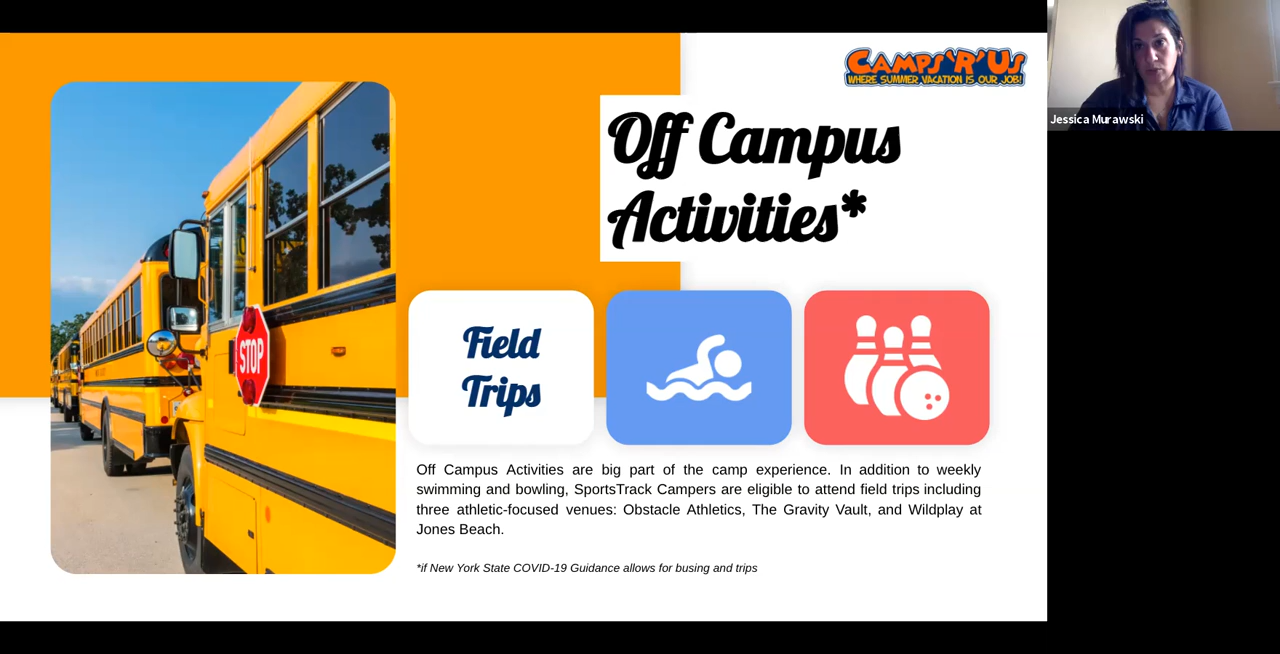 CAMPS'R'US
WHERE SUMMER VACATION IS OUR JOB!
Jessica Murawski
Off Campus
Activities*
STOP
Field
Trips
Off Campus Activities are big part of the camp experience. In addition to weekly
swimming and bowling, SportsTrack Campers are eligible to attend field trips including
three athletic-focused venues: Obstacle Athletics, The Gravity Vault, and Wildplay at
Jones Beach.
*if New York State COVID-19 Guidance allows for busing and trips